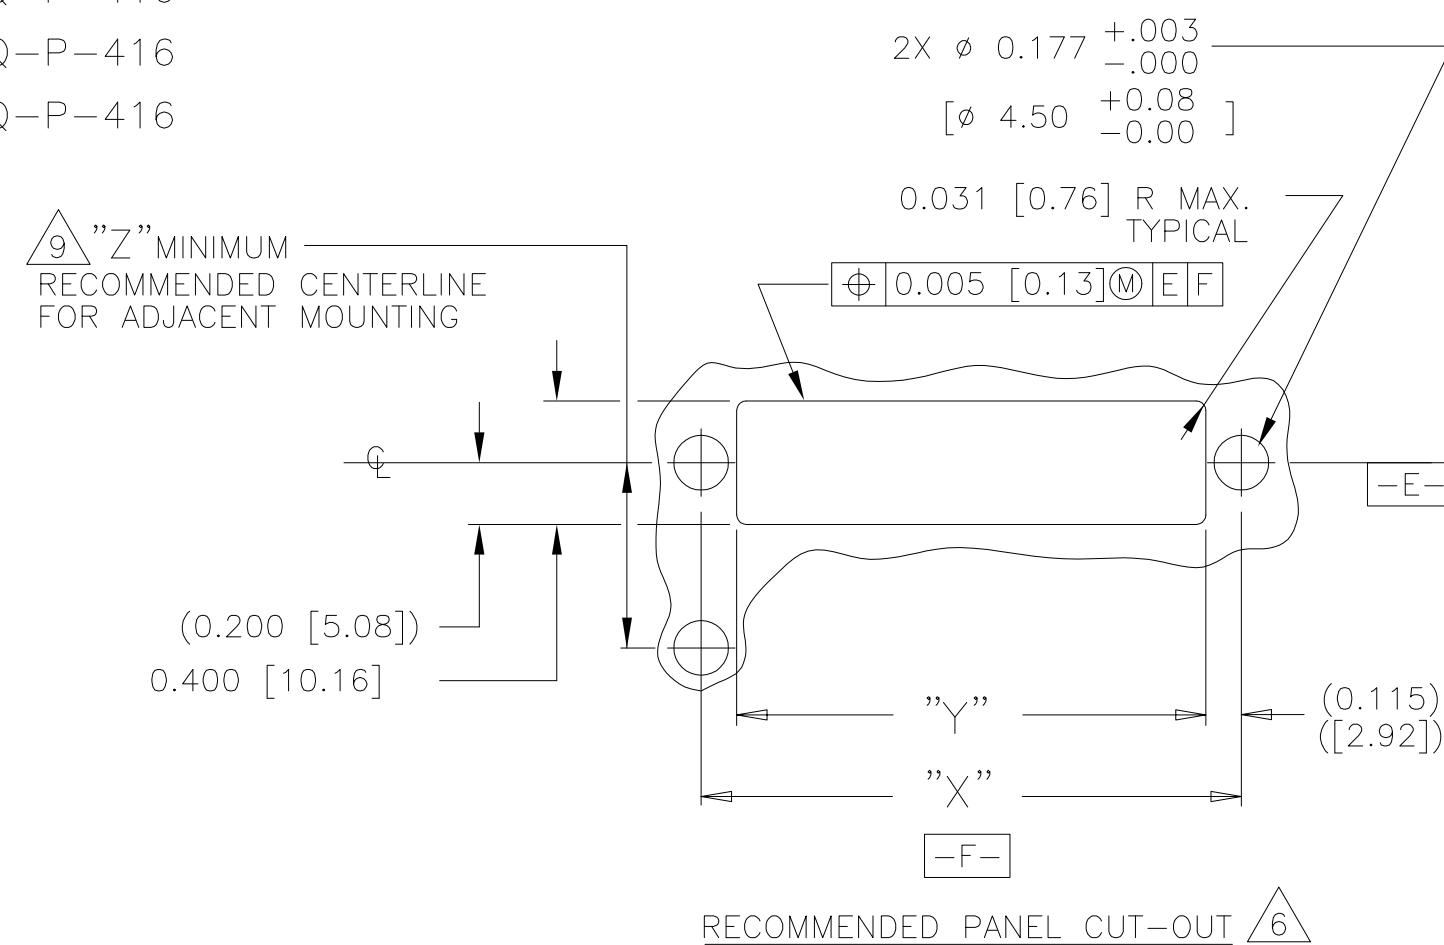 Q-P-416
Q-P-416
2X ⌀ 0.177 +.003 -.000
[⌀ 4.50 +0.08 -0.00 ]
0.031 [0.76] R MAX.
TYPICAL
9 "Z" MINIMUM
RECOMMENDED CENTERLINE
FOR ADJACENT MOUNTING
⌖ 0.005 [0.13] Ⓜ E F
℄
-E-
(0.200 [5.08])
0.400 [10.16]
"Y"
(0.115)
([2.92])
"X"
-F-
RECOMMENDED PANEL CUT-OUT 6